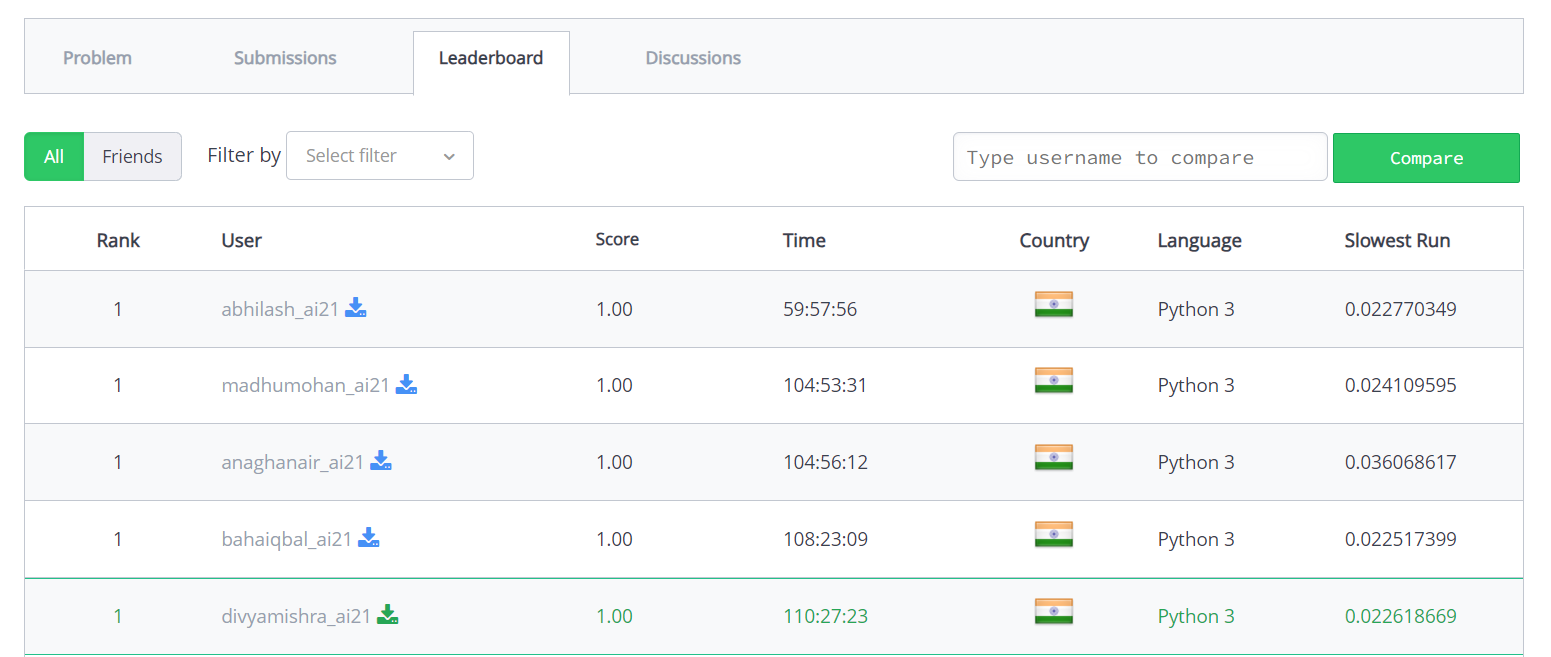 Problem Submissions Leaderboard Discussions
All Friends Filter by Select filter Type username to compare Compare
Rank User Score Time Country Language Slowest Run
1 abhilash_ai21 1.00 59:57:56 Python 3 0.022770349
1 madhumohan_ai21 1.00 104:53:31 Python 3 0.024109595
1 anaghanair_ai21 1.00 104:56:12 Python 3 0.036068617
1 bahaiqbal_ai21 1.00 108:23:09 Python 3 0.022517399
1 divyamishra_ai21 1.00 110:27:23 Python 3 0.022618669